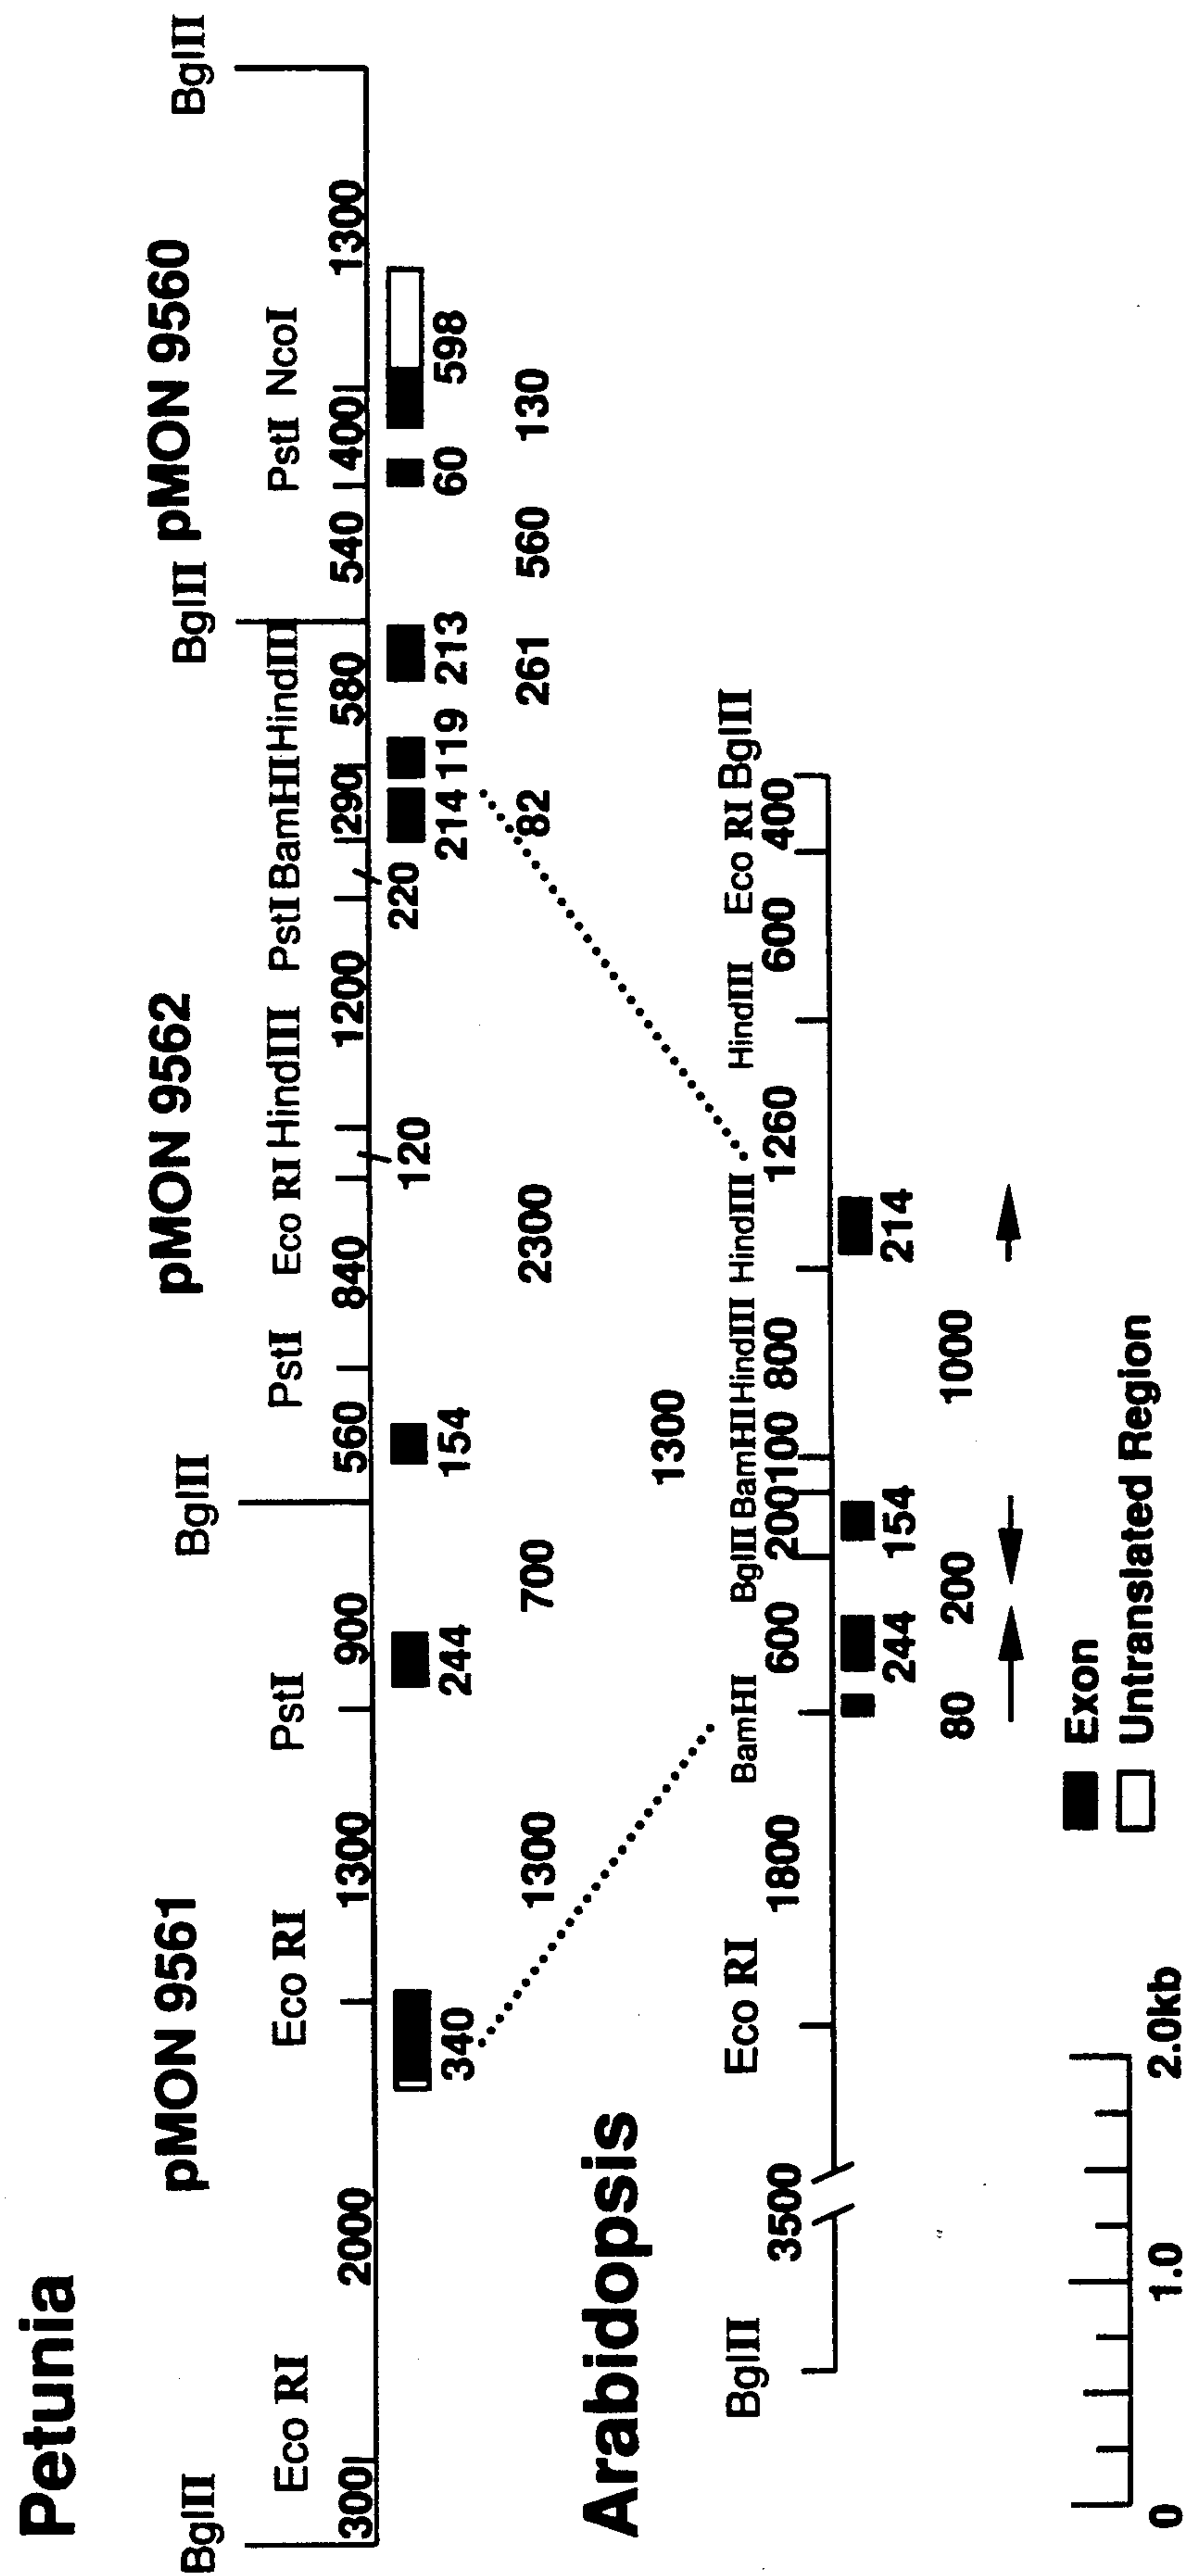 Petunia
pMON 9561 pMON 9562 pMON 9560
BglII BglII BglII BglII
Eco RI Eco RI PstI PstI Eco RI HindIII PstI BamHI HindIII PstI NcoI
300 2000 1300 900 560 840 1200 290 580 540 400 1300
120 220
340 244 154 214 119 213 60 598
1300 700 2300 82 261 560 130
1300
Arabidopsis
BglII Eco RI BamHI BglII BamHI HindIII HindIII HindIII Eco RI BglII
3500 1800 600 200 100 800 1260 600 400
244 154 214
80 200 1000
Exon
Untranslated Region
0 1.0 2.0kb